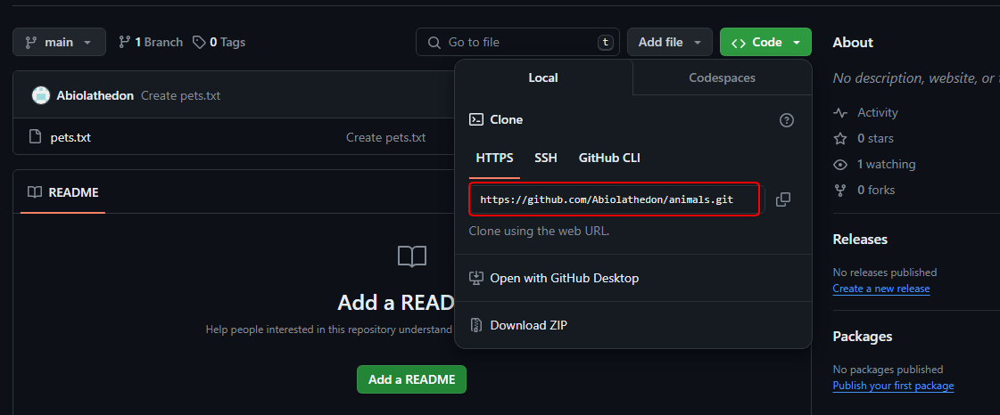 main
1 Branch
0 Tags
Go to file
t
Add file
Code
Abiolathedon Create pets.txt
pets.txt
Create pets.txt
README
Add a READ
Help people interested in this repository understand
Add a README
Local
Codespaces
Clone
HTTPS
SSH
GitHub CLI
https://github.com/Abiolathedon/animals.git
Clone using the web URL.
Open with GitHub Desktop
Download ZIP
About
No description, website, or
Activity
0 stars
1 watching
0 forks
Releases
No releases published
Create a new release
Packages
No packages published
Publish your first package